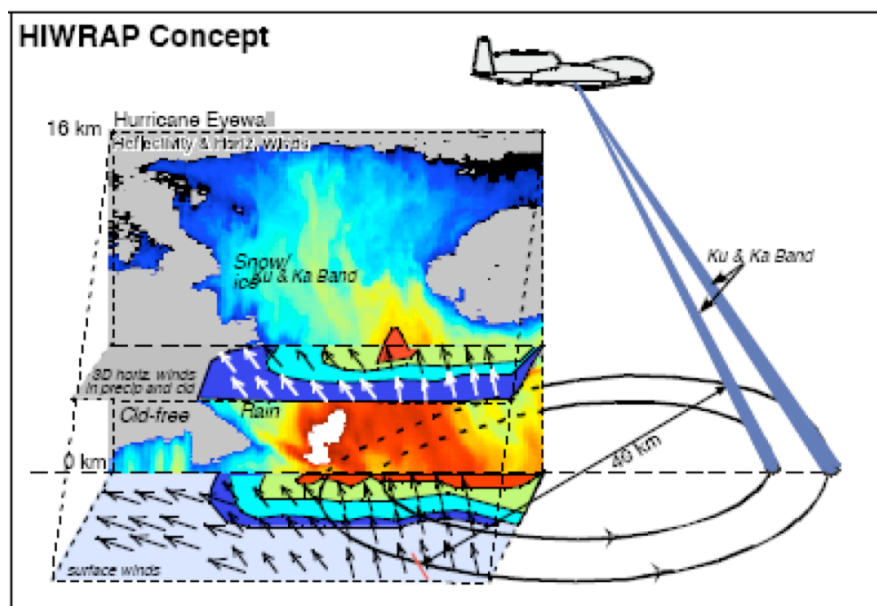 HIWRAP Concept
Hurricane Eyewall
16 km
Reflectivity & Horiz. Winds
Ku & Ka Band
Snow/
ice
Ku & Ka Band
3D horiz. winds
in precip and cld
Cld-free
Rain
40 km
0 km
surface winds